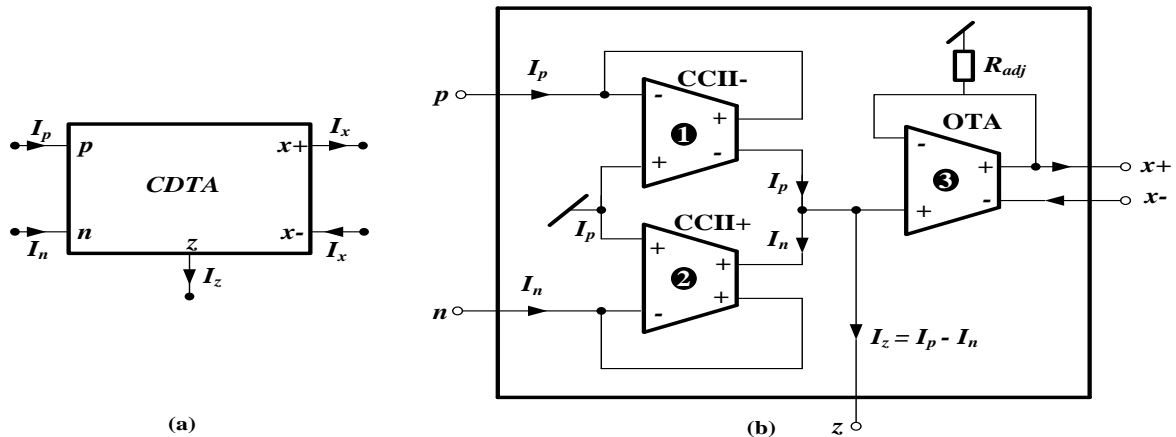 I_p
I_x
p
x+
CDTA
n
z
x-
I_n
I_x
I_z
(a)
CCII-
I_p
p
-
+
1
+
-
I_p
I_p
CCII+
I_n
+
+
2
+
I_n
n
-
R_adj
OTA
-
+
3
+
-
x+
x-
I_z = I_p - I_n
z
(b)